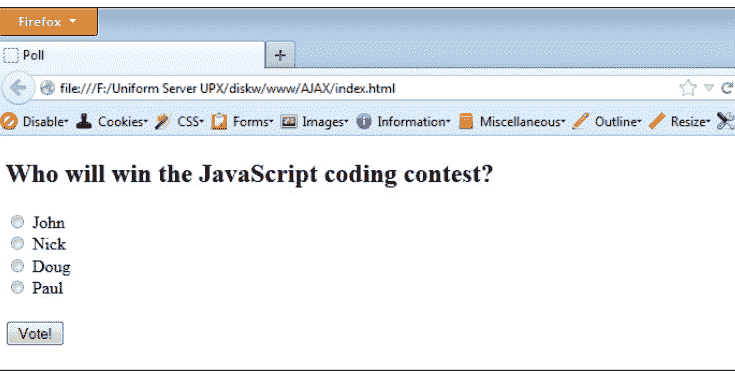 Firefox
Poll
file:///F:/Uniform Server UPX/diskw/www/AJAX/index.html
Disable Cookies CSS Forms Images Information Miscellaneous Outline Resize
Who will win the JavaScript coding contest?
John
Nick
Doug
Paul
Vote!